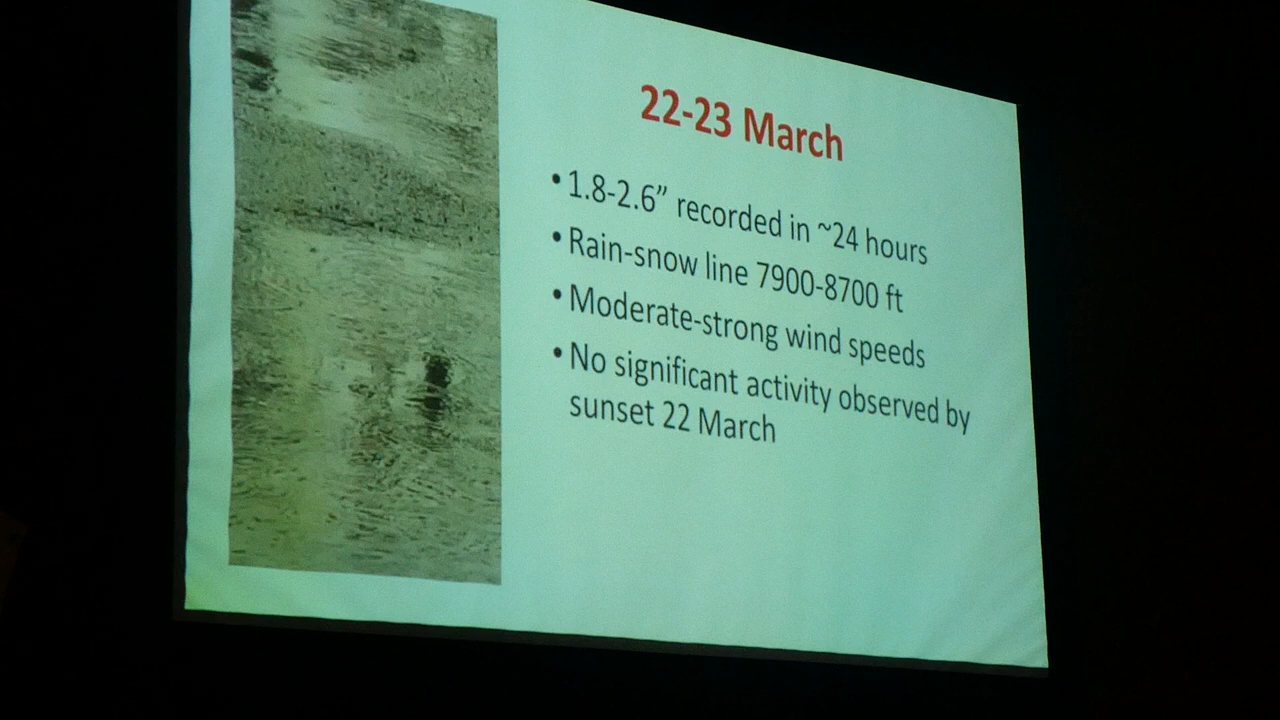 22-23 March
• 1.8-2.6” recorded in ~24 hours
• Rain-snow line 7900-8700 ft
• Moderate-strong wind speeds
• No significant activity observed by
sunset 22 March